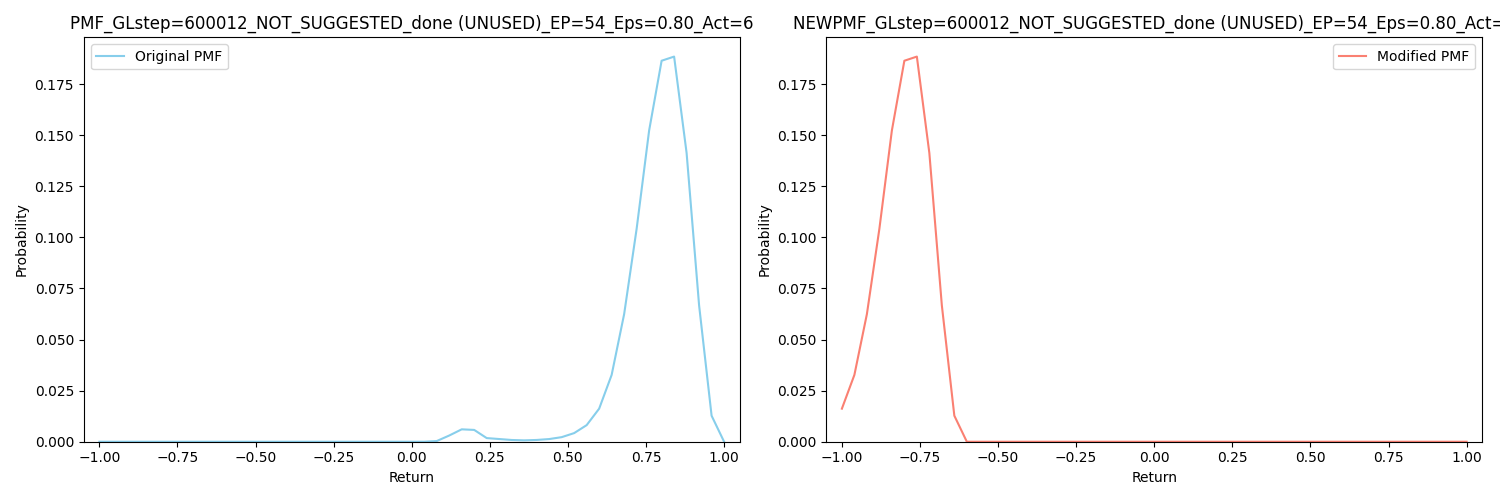 PMF_GLstep=600012_NOT_SUGGESTED_done (UNUSED)_EP=54_Eps=0.80_Act=6
Original PMF
0.175
0.150
0.125
0.100
0.075
0.050
0.025
0.000
Probability
−1.00 −0.75 −0.50 −0.25 0.00 0.25 0.50 0.75 1.00
Return
NEWPMF_GLstep=600012_NOT_SUGGESTED_done (UNUSED)_EP=54_Eps=0.80_Act=
Modified PMF
0.175
0.150
0.125
0.100
0.075
0.050
0.025
0.000
Probability
−1.00 −0.75 −0.50 −0.25 0.00 0.25 0.50 0.75 1.00
Return